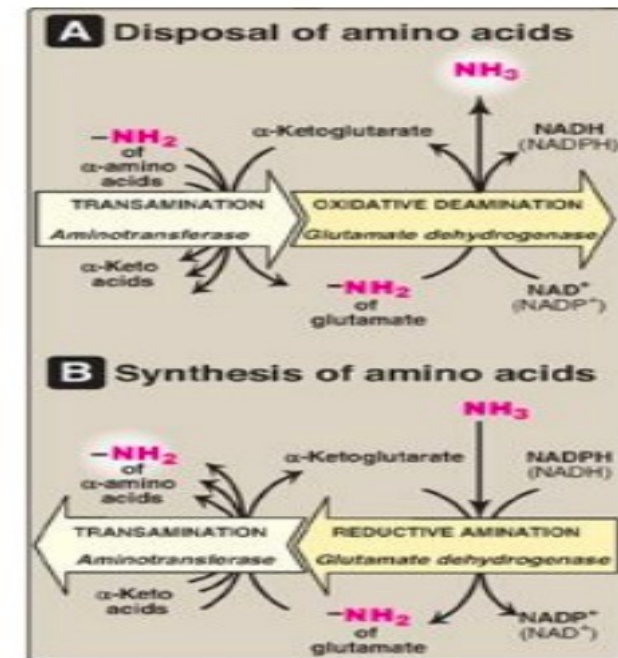 A Disposal of amino acids
NH₃
–NH₂
of
α-amino
acids
α-Ketoglutarate
NADH
(NADPH)
TRANSAMINATION
Aminotransferase
OXIDATIVE DEAMINATION
Glutamate dehydrogenase
α-Keto
acids
–NH₂
of
glutamate
NAD⁺
(NADP⁺)
B Synthesis of amino acids
NH₃
–NH₂
of
α-amino
acids
α-Ketoglutarate
NADPH
(NADH)
TRANSAMINATION
Aminotransferase
REDUCTIVE AMINATION
Glutamate dehydrogenase
α-Keto
acids
–NH₂
of
glutamate
NADP⁺
(NAD⁺)